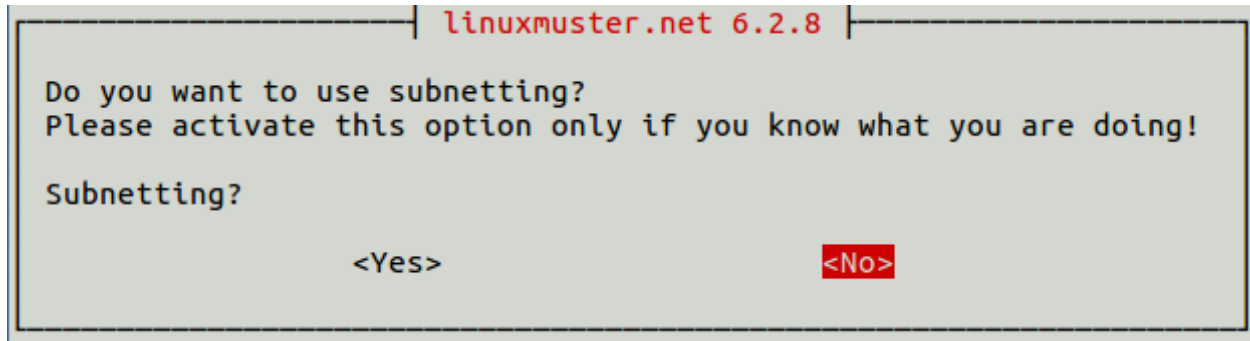 linuxmuster.net 6.2.8
Do you want to use subnetting?
Please activate this option only if you know what you are doing!
Subnetting?
<Yes> <No>